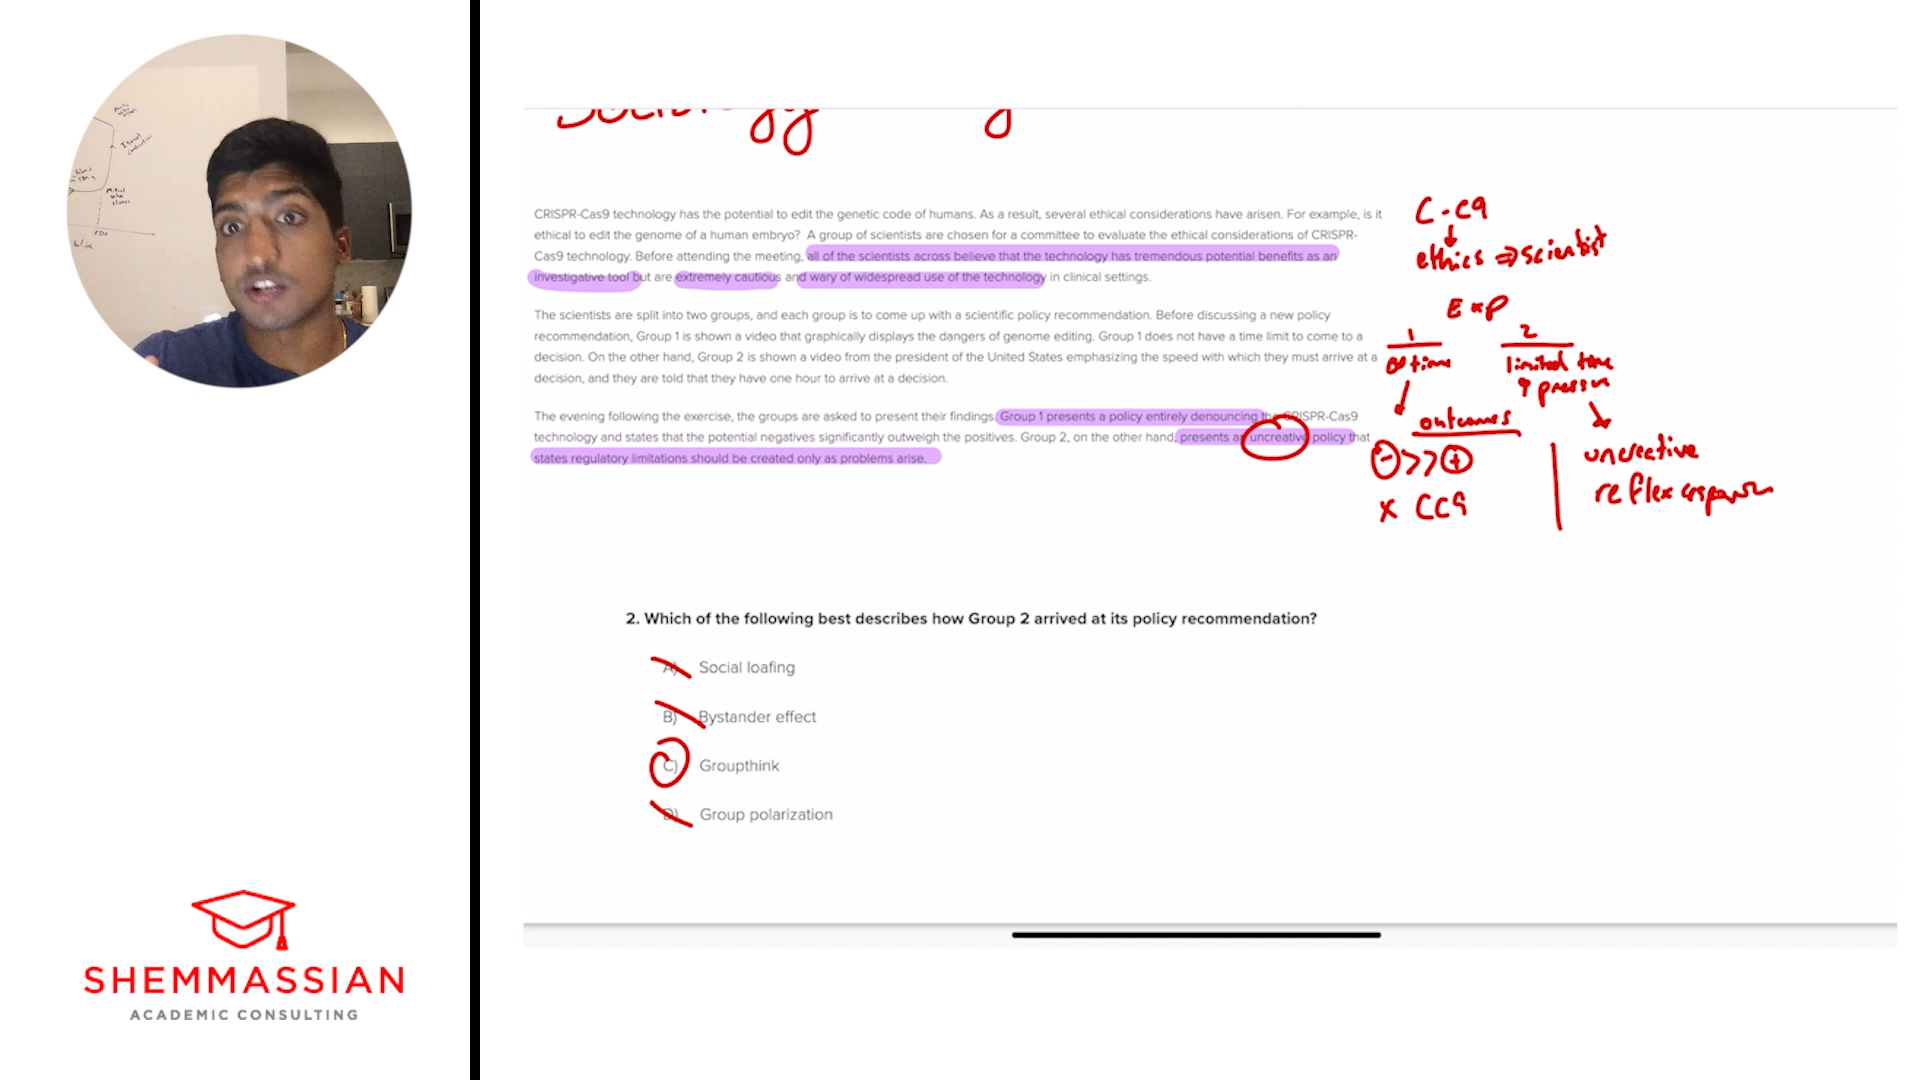 Sociology
CRISPR-Cas9 technology has the potential to edit the genetic code of humans. As a result, several ethical considerations have arisen. For example, is it
ethical to edit the genome of a human embryo? A group of scientists are chosen for a committee to evaluate the ethical considerations of CRISPR-
Cas9 technology. Before attending the meeting, all of the scientists across believe that the technology has tremendous potential benefits as an
investigative tool but are extremely cautious and wary of widespread use of the technology in clinical settings.
The scientists are split into two groups, and each group is to come up with a scientific policy recommendation. Before discussing a new policy
recommendation, Group 1 is shown a video that graphically displays the dangers of genome editing. Group 1 does not have a time limit to come to a
decision. On the other hand, Group 2 is shown a video from the president of the United States emphasizing the speed with which they must arrive at a
decision, and they are told that they have one hour to arrive at a decision.
The evening following the exercise, the groups are asked to present their findings. Group 1 presents a policy entirely denouncing the CRISPR-Cas9
technology and states that the potential negatives significantly outweigh the positives. Group 2, on the other hand, presents an uncreative policy that
states regulatory limitations should be created only as problems arise.
C-C9
ethics ⇒ scientist
Exp
1 2
∞ time limited time
↑ pressure
outcomes
⊖ >> ⊕ uncreative
x CC9 reflex response
2. Which of the following best describes how Group 2 arrived at its policy recommendation?
A) Social loafing
B) Bystander effect
C) Groupthink
D) Group polarization
SHEMMASSIAN
ACADEMIC CONSULTING